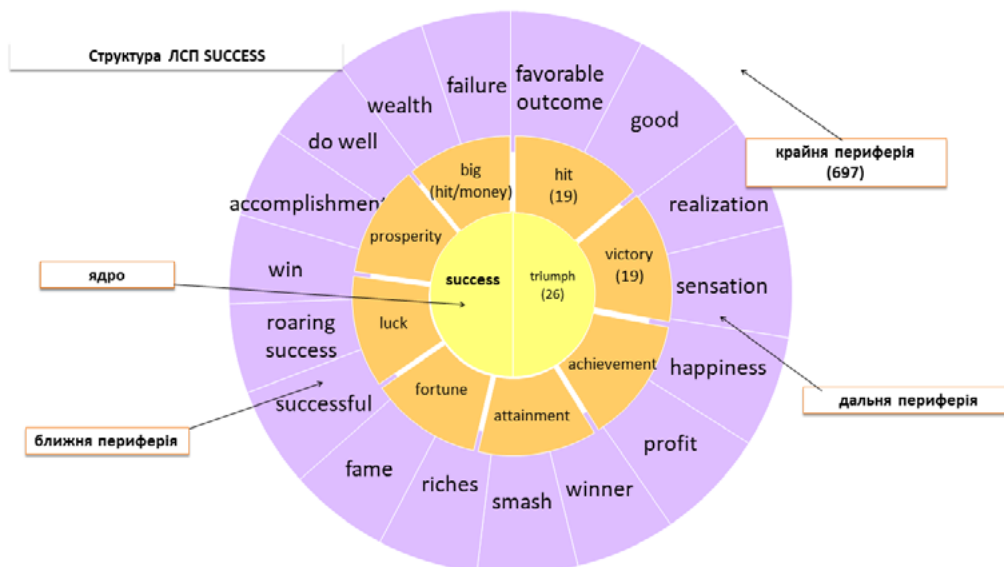 Структура ЛСП SUCCESS
failure
favorable
outcome
wealth
good
do well
big
(hit/money)
hit
(19)
крайня периферія
(697)
accomplishment
realization
prosperity
victory
(19)
ядро
win
success
triumph
(26)
sensation
luck
roaring
success
achievement
happiness
fortune
successful
attainment
дальня периферія
ближня периферія
profit
fame
riches
smash
winner